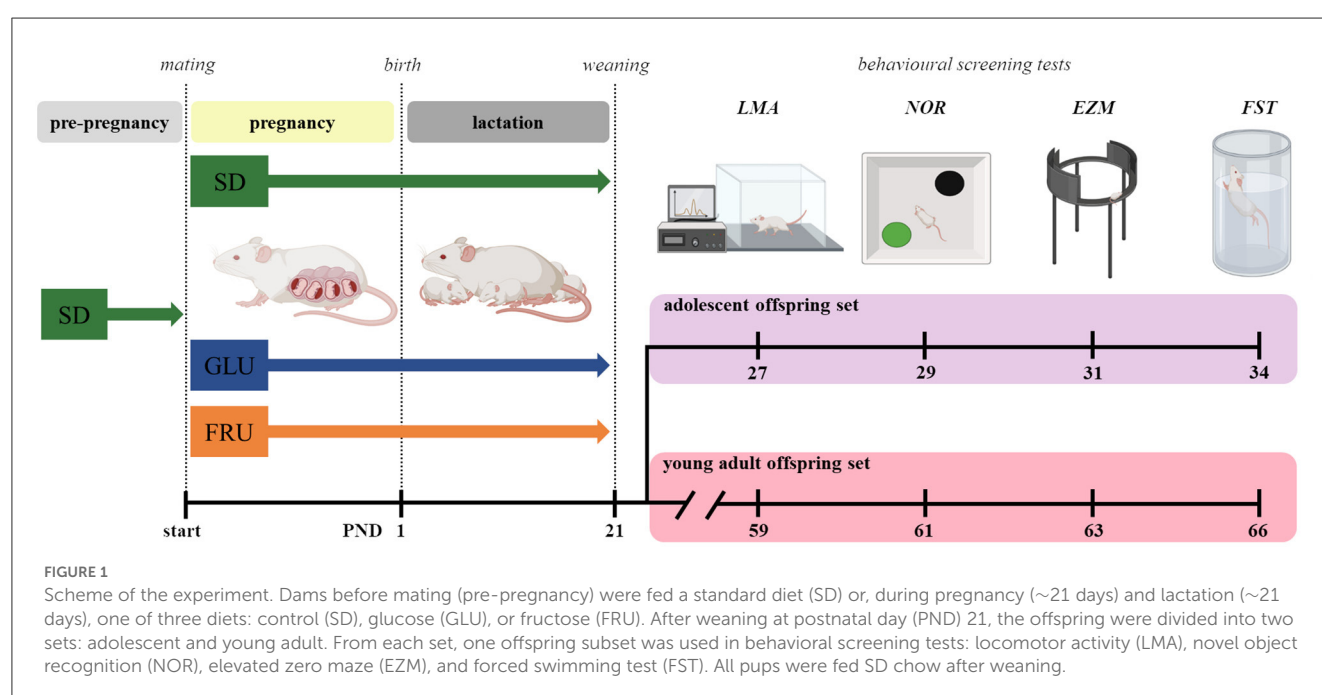 mating birth weaning behavioural screening tests
pre-pregnancy pregnancy lactation LMA NOR EZM FST
SD
SD
GLU
FRU
adolescent offspring set
27 29 31 34
young adult offspring set
start PND 1 21 59 61 63 66
FIGURE 1
Scheme of the experiment. Dams before mating (pre-pregnancy) were fed a standard diet (SD) or, during pregnancy (∼21 days) and lactation (∼21
days), one of three diets: control (SD), glucose (GLU), or fructose (FRU). After weaning at postnatal day (PND) 21, the offspring were divided into two
sets: adolescent and young adult. From each set, one offspring subset was used in behavioral screening tests: locomotor activity (LMA), novel object
recognition (NOR), elevated zero maze (EZM), and forced swimming test (FST). All pups were fed SD chow after weaning.